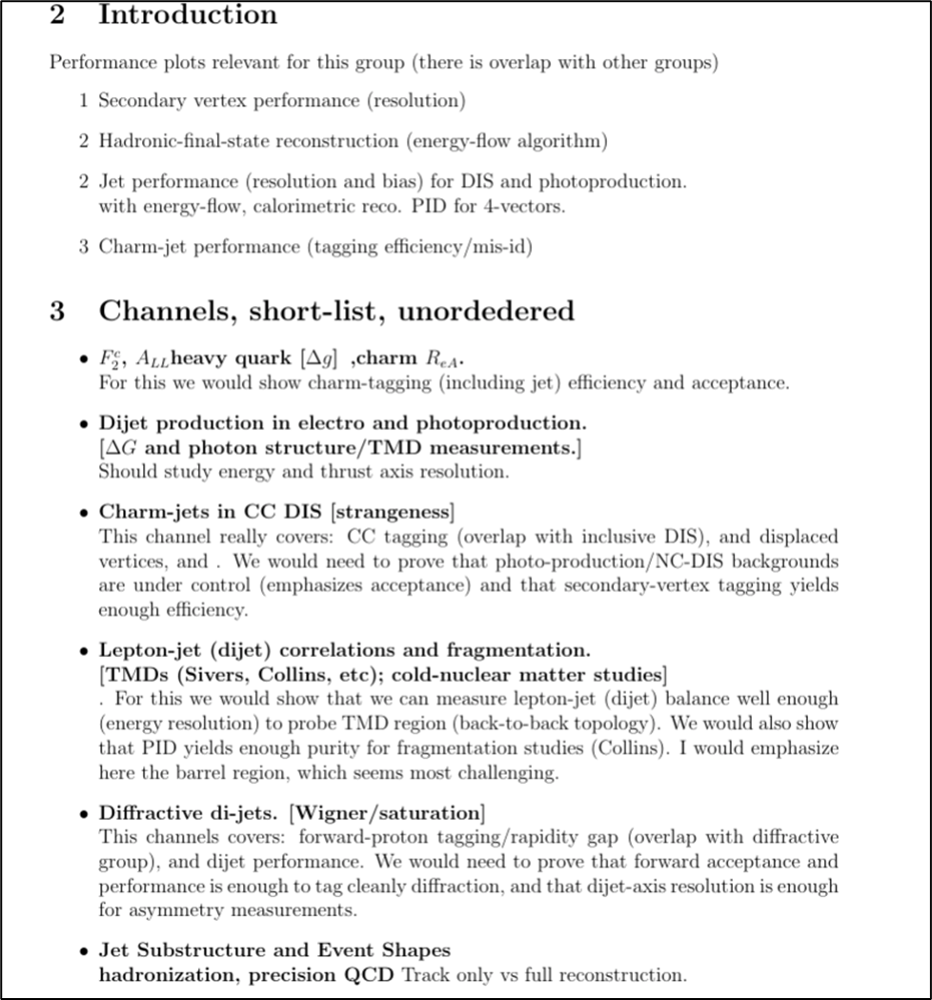 2 Introduction
Performance plots relevant for this group (there is overlap with other groups)
1 Secondary vertex performance (resolution)
2 Hadronic-final-state reconstruction (energy-flow algorithm)
2 Jet performance (resolution and bias) for DIS and photoproduction.
with energy-flow, calorimetric reco. PID for 4-vectors.
3 Charm-jet performance (tagging efficiency/mis-id)
3 Channels, short-list, unordedered
• $F_2^c$, $A_{LL}$heavy quark [$\Delta g$] ,charm $R_{eA}$.
For this we would show charm-tagging (including jet) efficiency and acceptance.
• Dijet production in electro and photoproduction.
[$\Delta G$ and photon structure/TMD measurements.]
Should study energy and thrust axis resolution.
• Charm-jets in CC DIS [strangeness]
This channel really covers: CC tagging (overlap with inclusive DIS), and displaced
vertices, and . We would need to prove that photo-production/NC-DIS backgrounds
are under control (emphasizes acceptance) and that secondary-vertex tagging yields
enough efficiency.
• Lepton-jet (dijet) correlations and fragmentation.
[TMDs (Sivers, Collins, etc); cold-nuclear matter studies]
. For this we would show that we can measure lepton-jet (dijet) balance well enough
(energy resolution) to probe TMD region (back-to-back topology). We would also show
that PID yields enough purity for fragmentation studies (Collins). I would emphasize
here the barrel region, which seems most challenging.
• Diffractive di-jets. [Wigner/saturation]
This channels covers: forward-proton tagging/rapidity gap (overlap with diffractive
group), and dijet performance. We would need to prove that forward acceptance and
performance is enough to tag cleanly diffraction, and that dijet-axis resolution is enough
for asymmetry measurements.
• Jet Substructure and Event Shapes
hadronization, precision QCD Track only vs full reconstruction.